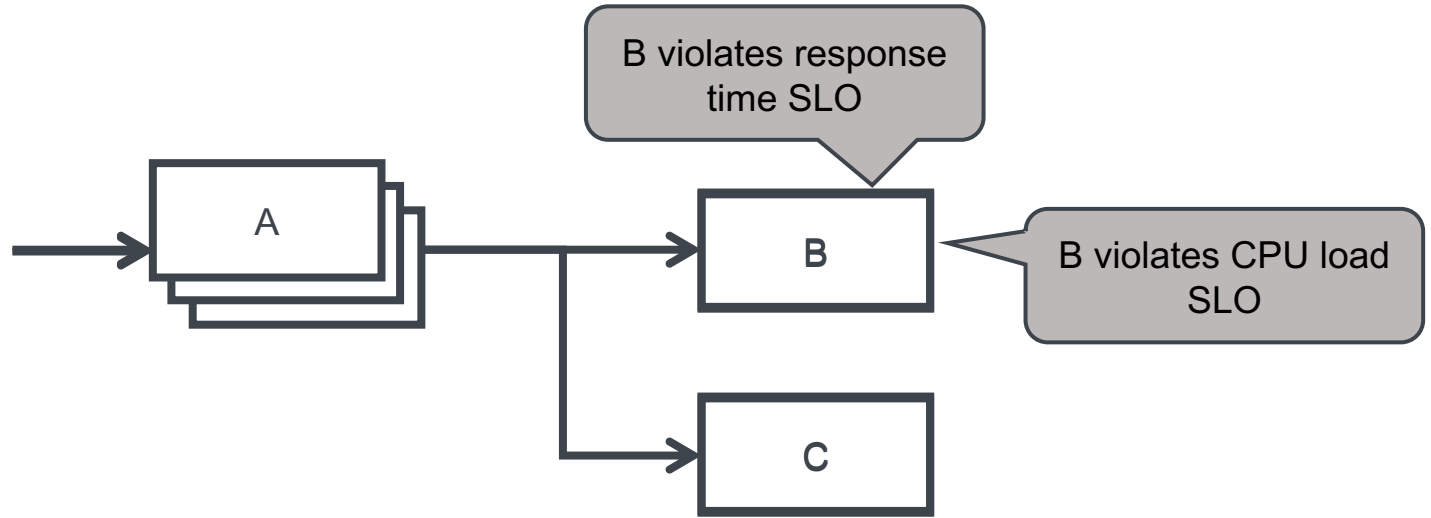 B violates response
time SLO
A
B
B violates CPU load
SLO
C